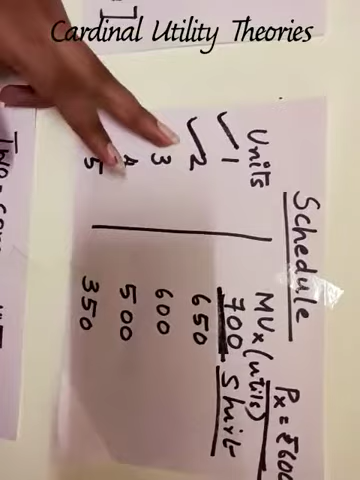 Cardinal Utility Theories
Schedule
Px = ₹600
Units MUx (utils)
✓ 1 700 Shirt
✓ 2 650
3 600
4 500
5 350